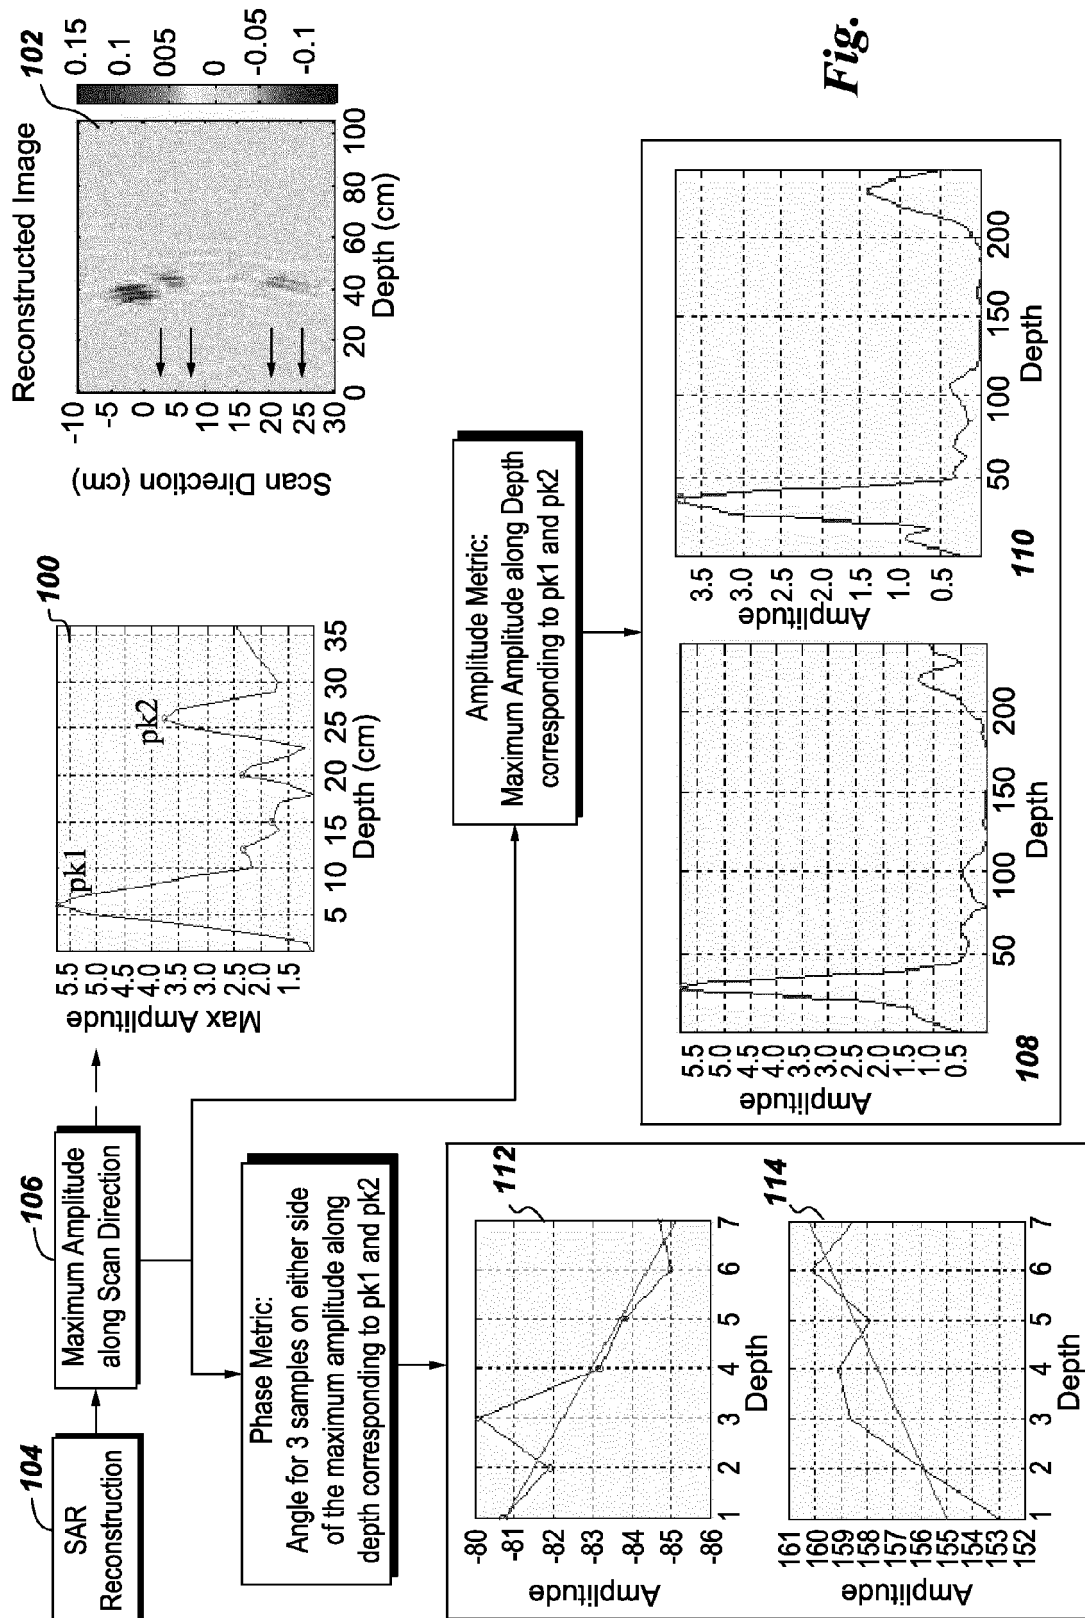 104
SAR
Reconstruction
106
Maximum Amplitude
along Scan Direction
100
Max Amplitude
5.5
5.0
4.5
4.0
3.5
3.0
2.5
2.0
1.5
pk1
pk2
5 10 15 20 25 30 35
Depth (cm)
Reconstructed Image
102
Scan Direction (cm)
-10
-5
0
5
10
15
20
25
30
0 20 40 60 80 100
Depth (cm)
0.15
0.1
005
0
-0.05
-0.1
Phase Metric:
Angle for 3 samples on either side
of the maximum amplitude along
depth corresponding to pk1 and pk2
Amplitude Metric:
Maximum Amplitude along Depth
corresponding to pk1 and pk2
112
Amplitude
-80
-81
-82
-83
-84
-85
-86
1 2 3 4 5 6 7
114
Amplitude
161
160
159
158
157
156
155
154
153
152
1 2 3 4 5 6 7
Depth
108
Amplitude
5.5
5.0
4.5
4.0
3.5
3.0
2.5
2.0
1.5
1.0
0.5
50 100 150 200
Depth
110
Amplitude
3.5
3.0
2.5
2.0
1.5
1.0
0.5
50 100 150 200
Depth
Fig.